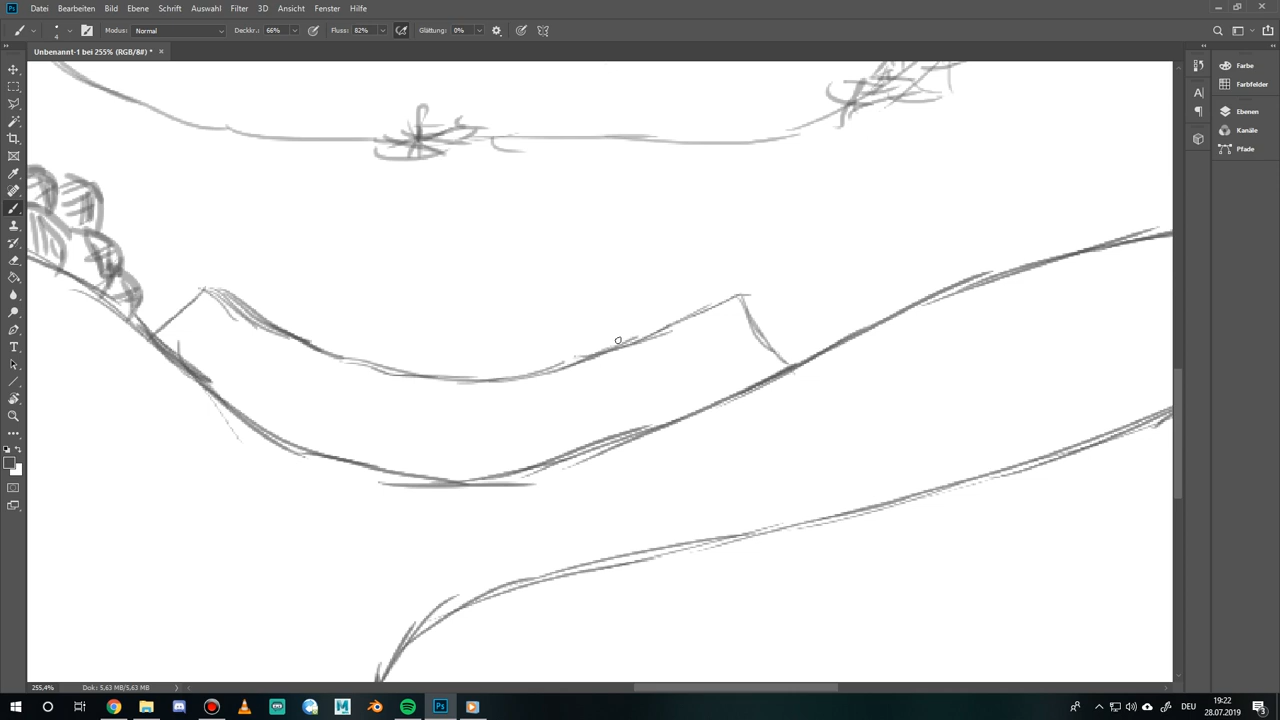 Datei Bearbeiten Bild Ebene Schrift Auswahl Filter 3D Ansicht Fenster Hilfe
4 Modus: Normal Deckkr.: 66% Fluss: 82% Glättung: 0%
Unbenannt-1 bei 255% (RGB/8#) * ×
Farbe
Farbfelder
Ebenen
Kanäle
Pfade
255,4% Dok: 5,63 MB/5,63 MB
DEU 19:22
28.07.2019